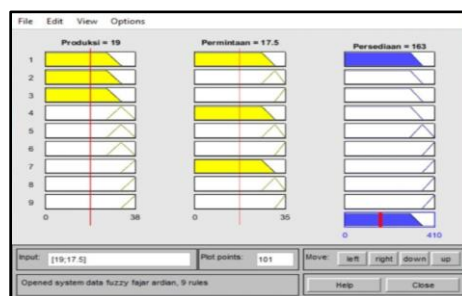 File Edit View Options
Produksi = 19 Permintaan = 17.5 Persediaan = 163
1
2
3
4
5
6
7
8
9
0 38 0 35
0 410
Input: [19;17.5] Plot points: 101 Move: left right down up
Opened system data fuzzy fajar ardian, 9 rules Help Close